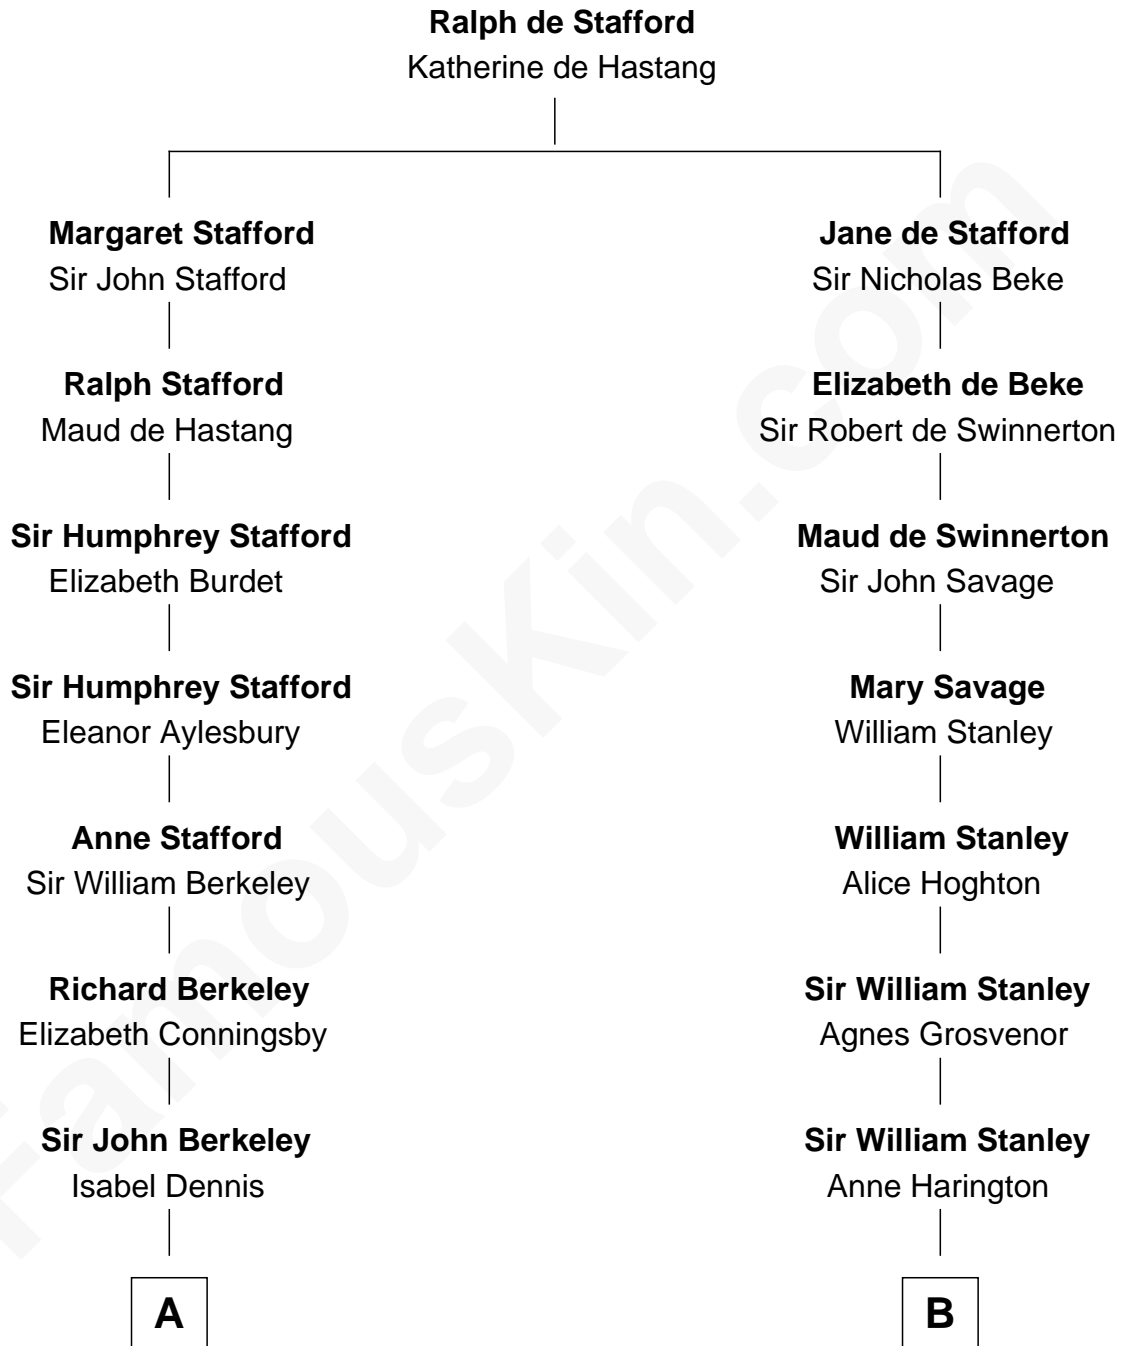 Ralph de Stafford
Katherine de Hastang
Margaret Stafford
Sir John Stafford
Jane de Stafford
Sir Nicholas Beke
Ralph Stafford
Maud de Hastang
Elizabeth de Beke
Sir Robert de Swinnerton
Sir Humphrey Stafford
Elizabeth Burdet
Maud de Swinnerton
Sir John Savage
Sir Humphrey Stafford
Eleanor Aylesbury
Mary Savage
William Stanley
Anne Stafford
Sir William Berkeley
William Stanley
Alice Hoghton
Richard Berkeley
Elizabeth Conningsby
Sir William Stanley
Agnes Grosvenor
Sir John Berkeley
Isabel Dennis
Sir William Stanley
Anne Harington
A
B
FamousKin.com